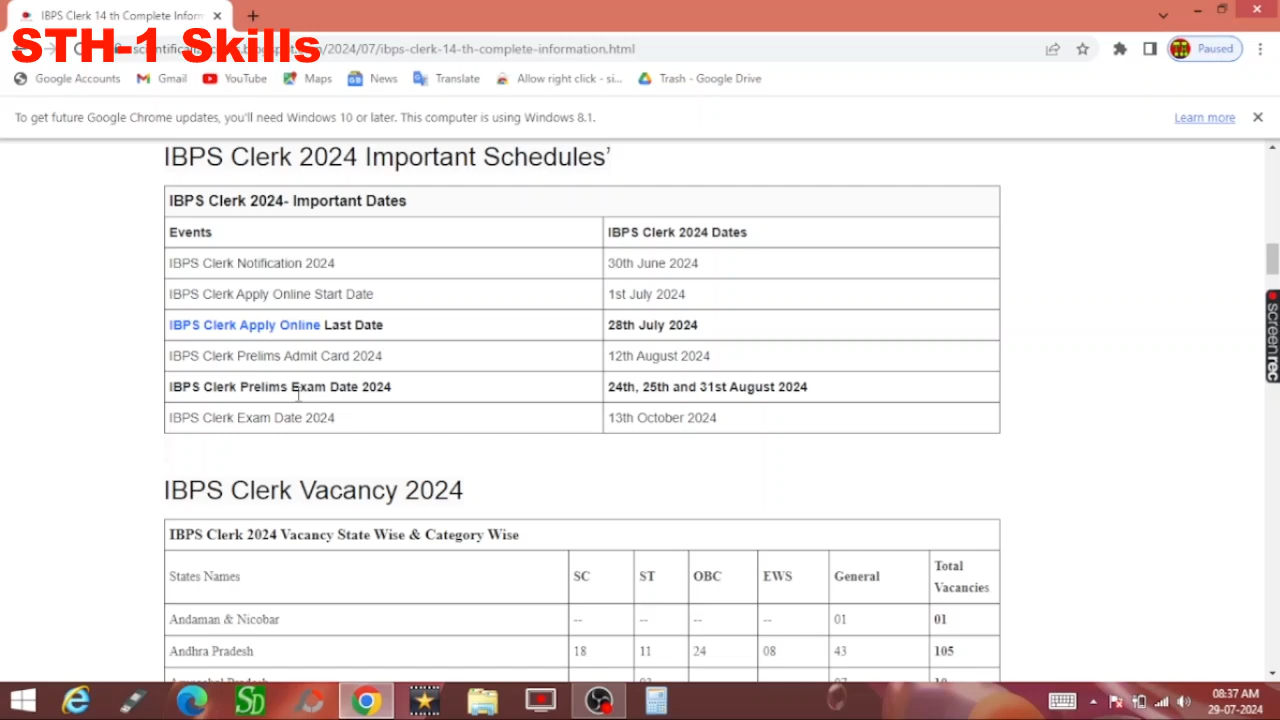 IBPS Clerk 14 th Complete Inform
STH-1 Skills
/2024/07/ibps-clerk-14-th-complete-information.html
Paused
Google Accounts Gmail YouTube Maps News Translate Allow right click - si... Trash - Google Drive
To get future Google Chrome updates, you'll need Windows 10 or later. This computer is using Windows 8.1. Learn more
IBPS Clerk 2024 Important Schedules’
IBPS Clerk 2024- Important Dates
Events IBPS Clerk 2024 Dates
IBPS Clerk Notification 2024 30th June 2024
IBPS Clerk Apply Online Start Date 1st July 2024
IBPS Clerk Apply Online Last Date 28th July 2024
IBPS Clerk Prelims Admit Card 2024 12th August 2024
IBPS Clerk Prelims Exam Date 2024 24th, 25th and 31st August 2024
IBPS Clerk Exam Date 2024 13th October 2024
screenrec
IBPS Clerk Vacancy 2024
IBPS Clerk 2024 Vacancy State Wise & Category Wise
States Names SC ST OBC EWS General Total Vacancies
Andaman & Nicobar -- -- -- -- 01 01
Andhra Pradesh 18 11 24 08 43 105
SD
08:37 AM
29-07-2024